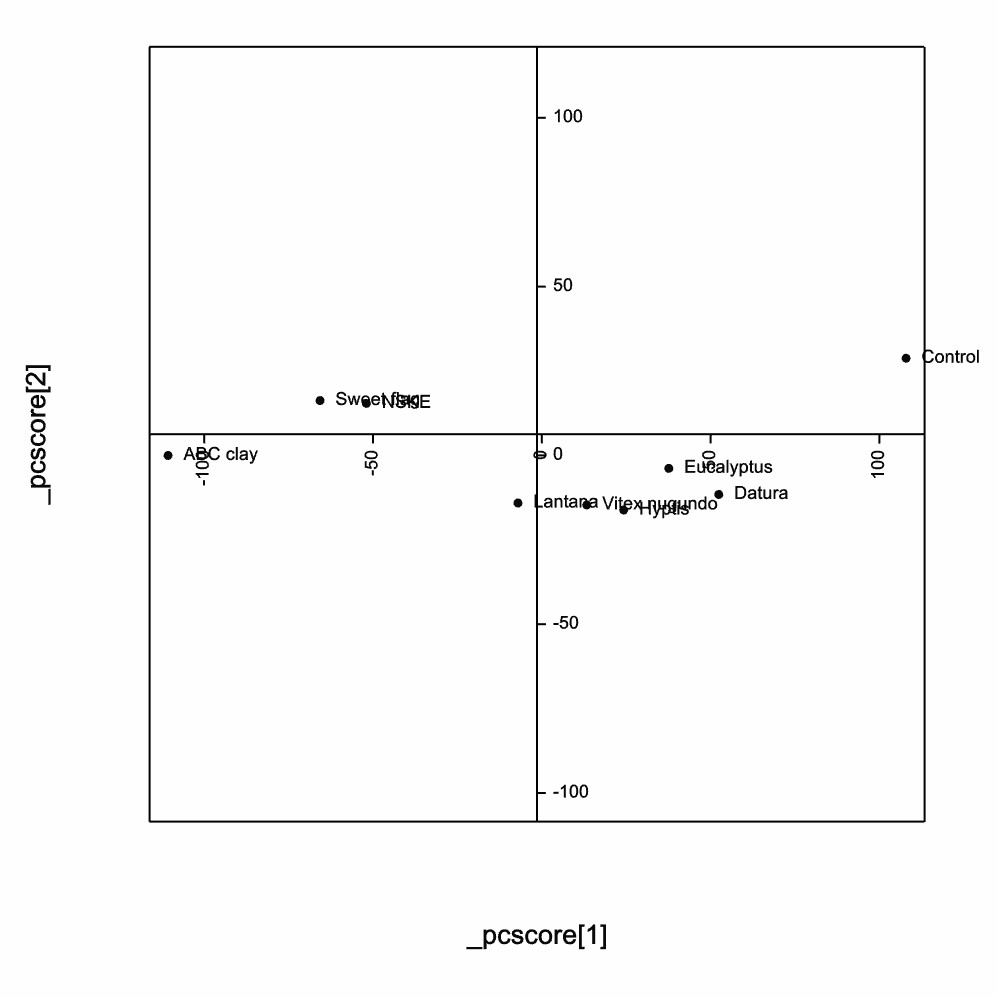 100
50
Control
Sweet flag
NSKE
ABC clay
-100
-50
0
0
50
100
Eucalyptus
Datura
Lantana
Vitex nugundo
Hyptis
-50
-100
_pcscore[2]
_pcscore[1]